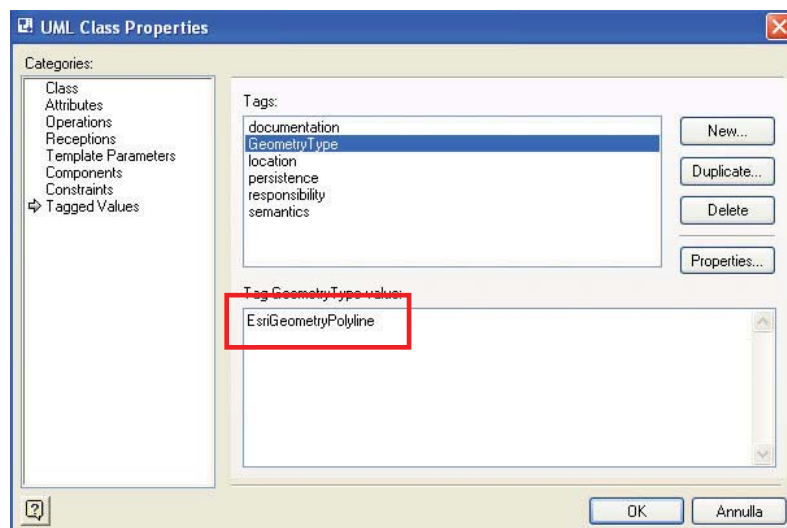 UML Class Properties
Categories:
Class
Attributes
Operations
Receptions
Template Parameters
Components
Constraints
Tagged Values
Tags:
documentation
GeometryType
location
persistence
responsibility
semantics
New...
Duplicate...
Delete
Properties...
Tag GeometryType value:
EsriGeometryPolyline
OK
Annulla